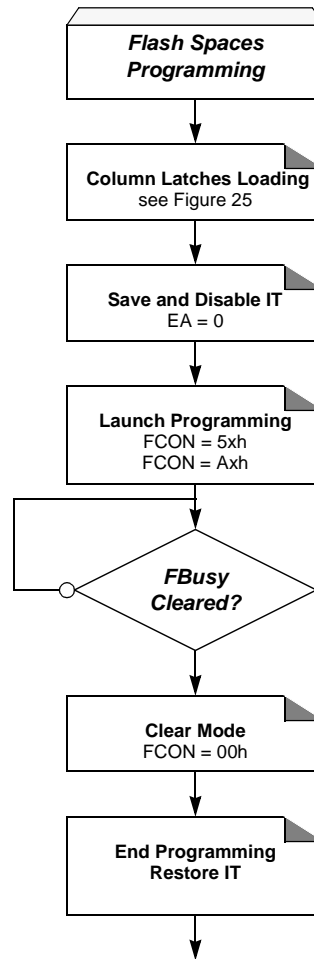 Flash Spaces
Programming
Column Latches Loading
see Figure 25
Save and Disable IT
EA = 0
Launch Programming
FCON = 5xh
FCON = Axh
FBusy
Cleared?
Clear Mode
FCON = 00h
End Programming
Restore IT